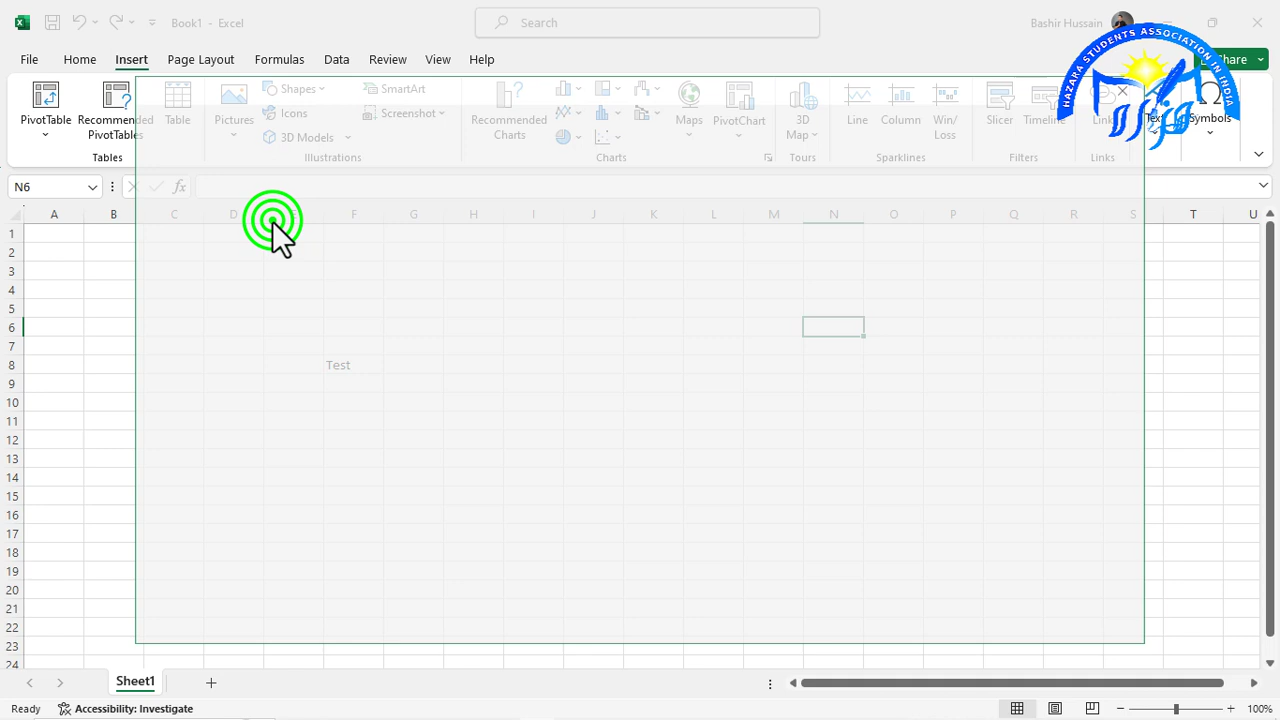 Book1 - Excel
Search
Bashir Hussain
File Home Insert Page Layout Formulas Data Review View Help Share
PivotTable
Recommended PivotTables
Table
Pictures
Shapes
Icons
3D Models
SmartArt
Screenshot
Recommended Charts
Maps
PivotChart
3D Map
Line
Column
Win/ Loss
Slicer
Timeline
Links
Text
Symbols
Tables Illustrations Charts Tours Sparklines Filters Links
HAZARA STUDENTS ASSOCIATION IN INDIA
N6
A B C D E F G H I J K L M N O P Q R S T U
1
2
3
4
5
6
7
8 Test
9
10
11
12
13
14
15
16
17
18
19
20
21
22
23
24
Sheet1
Ready Accessibility: Investigate 100%